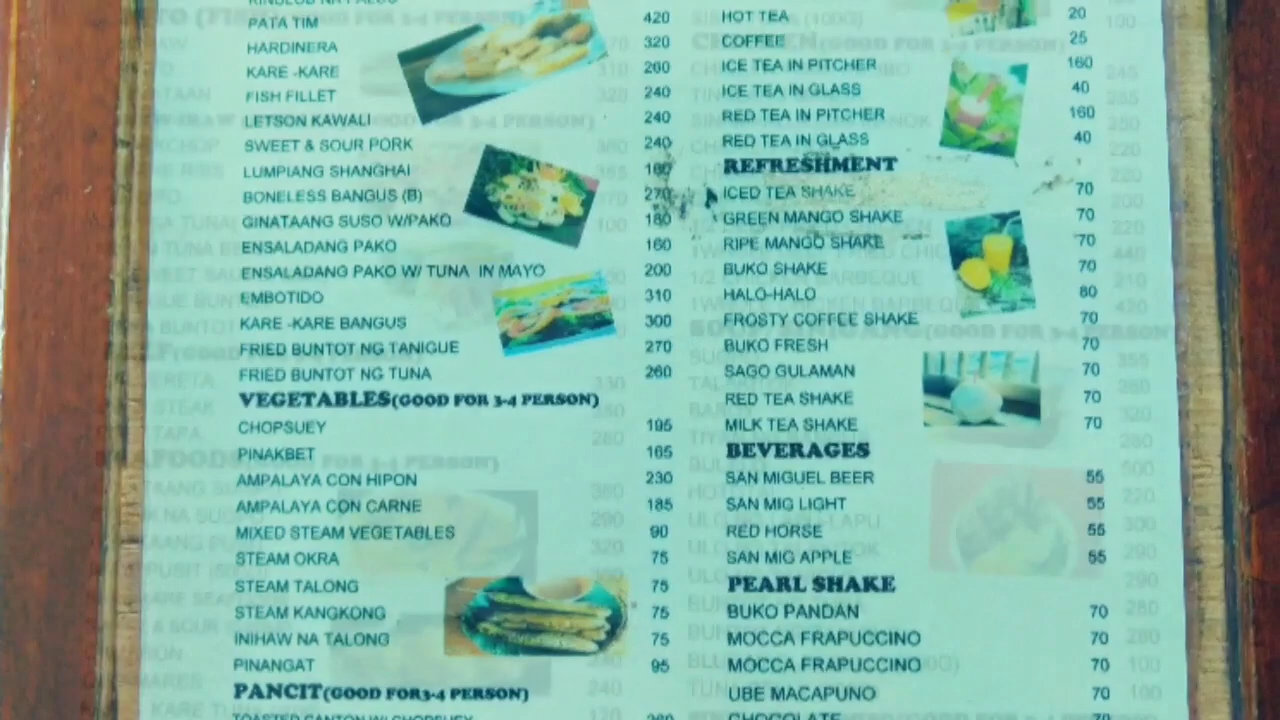 PATA TIM 420
HARDINERA 320
KARE -KARE 260
FISH FILLET 240
LETSON KAWALI 240
SWEET & SOUR PORK 240
LUMPIANG SHANGHAI 160
BONELESS BANGUS (B) 270
GINATAANG SUSO W/PAKO 180
ENSALADANG PAKO 160
ENSALADANG PAKO W/ TUNA IN MAYO 200
EMBOTIDO 310
KARE -KARE BANGUS 300
FRIED BUNTOT NG TANIGUE 270
FRIED BUNTOT NG TUNA 260
VEGETABLES(GOOD FOR 3-4 PERSON)
CHOPSUEY 195
PINAKBET 165
AMPALAYA CON HIPON 230
AMPALAYA CON CARNE 185
MIXED STEAM VEGETABLES 90
STEAM OKRA 75
STEAM TALONG 75
STEAM KANGKONG 75
INIHAW NA TALONG 75
PINANGAT 95
PANCIT(GOOD FOR3-4 PERSON)
TOASTED CANTON W/ CHOPSUEY
HOT TEA 20
COFFEE 25
ICE TEA IN PITCHER 160
ICE TEA IN GLASS 40
RED TEA IN PITCHER 160
RED TEA IN GLASS 40
REFRESHMENT
ICED TEA SHAKE 70
GREEN MANGO SHAKE 70
RIPE MANGO SHAKE 70
BUKO SHAKE 70
HALO-HALO 80
FROSTY COFFEE SHAKE 70
BUKO FRESH 70
SAGO GULAMAN 70
RED TEA SHAKE 70
MILK TEA SHAKE 70
BEVERAGES
SAN MIGUEL BEER 55
SAN MIG LIGHT 55
RED HORSE 55
SAN MIG APPLE 55
PEARL SHAKE
BUKO PANDAN 70
MOCCA FRAPUCCINO 70
MOCCA FRAPUCCINO 70
UBE MACAPUNO 70
CHOCOLATE 70